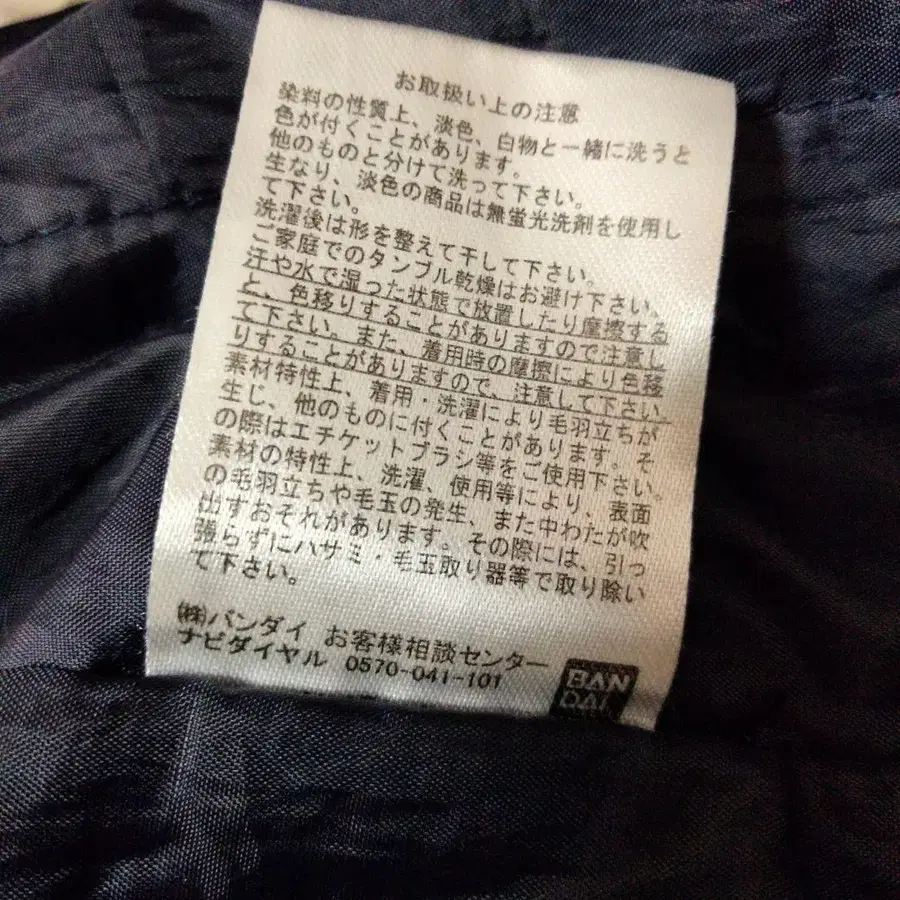 お取扱い上の注意
染料の性質上、淡色、白物と一緒に洗うと
色が付くことがあります。
他のものと分けて洗って下さい。
生なり、淡色の商品は無蛍光洗剤を使用し
て下さい。
洗濯後は形を整えて干して下さい。
ご家庭でのタンブル乾燥はお避け下さい。
汗や水で湿った状態で放置したり摩擦する
と、色移りすることがありますので注意し
て下さい。また、着用時の摩擦により色移
りすることがありますので、注意して下さい。
素材特性上、着用・洗濯により毛羽立ちが
生じ、他のものに付くことがあります。そ
の際はエチケットブラシ等をご使用下さい。
素材の特性上、洗濯、使用等により、表面
の毛羽立ちや毛玉の発生、また中わたが吹
出すおそれがあります。その際には、引っ
張らずにハサミ・毛玉取り器等で取り除い
て下さい。
㈱バンダイ お客様相談センター
ナビダイヤル 0570-041-101
BAN
DAI